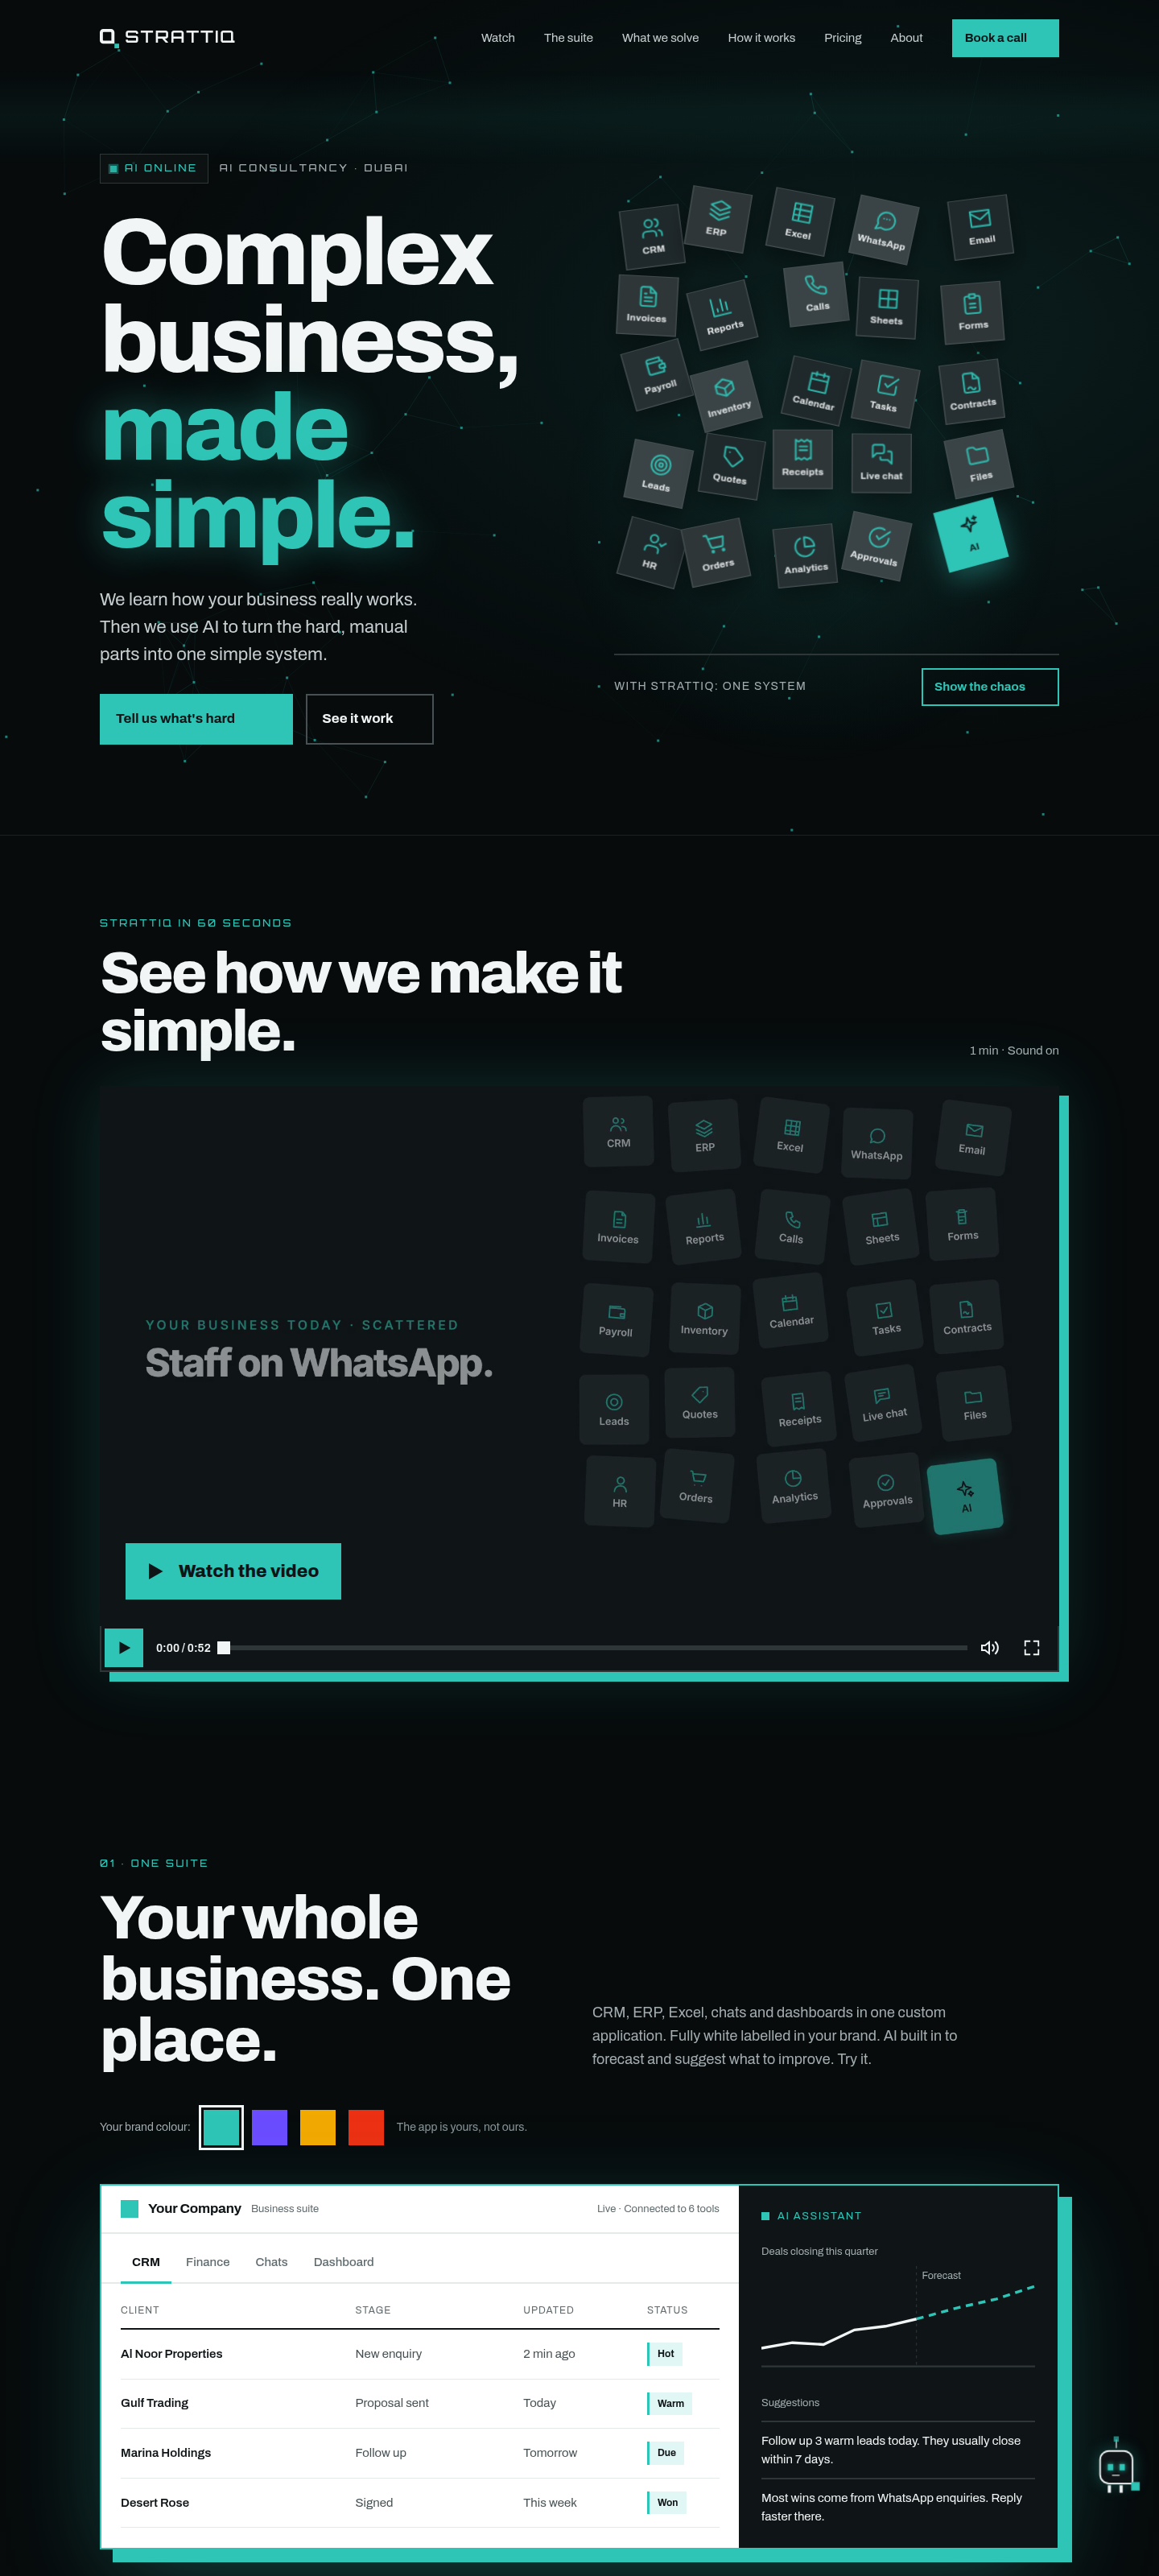 STRATTIQ
Watch
The suite
What we solve
How it works
Pricing
About
Book a call
AI ONLINE
AI CONSULTANCY · DUBAI
Complex
business,
made
simple.
We learn how your business really works.
Then we use AI to turn the hard, manual
parts into one simple system.
Tell us what's hard
See it work
CRM
ERP
Excel
WhatsApp
Email
Invoices
Reports
Calls
Sheets
Forms
Payroll
Inventory
Calendar
Tasks
Contracts
Leads
Quotes
Receipts
Live chat
Files
HR
Orders
Analytics
Approvals
AI
WITH STRATTIQ: ONE SYSTEM
Show the chaos
STRATTIQ IN 60 SECONDS
See how we make it
simple.
1 min · Sound on
YOUR BUSINESS TODAY · SCATTERED
Staff on WhatsApp.
CRM
ERP
Excel
WhatsApp
Email
Invoices
Reports
Calls
Sheets
Forms
Payroll
Inventory
Calendar
Tasks
Contracts
Leads
Quotes
Receipts
Live chat
Files
HR
Orders
Analytics
Approvals
AI
Watch the video
0:00 / 0:52
01 · ONE SUITE
Your whole
business. One
place.
CRM, ERP, Excel, chats and dashboards in one custom
application. Fully white labelled in your brand. AI built in to
forecast and suggest what to improve. Try it.
Your brand colour:
The app is yours, not ours.
Your Company
Business suite
Live · Connected to 6 tools
CRM
Finance
Chats
Dashboard
CLIENT STAGE UPDATED STATUS
Al Noor Properties New enquiry 2 min ago Hot
Gulf Trading Proposal sent Today Warm
Marina Holdings Follow up Tomorrow Due
Desert Rose Signed This week Won
AI ASSISTANT
Deals closing this quarter
Forecast
Suggestions
Follow up 3 warm leads today. They usually close
within 7 days.
Most wins come from WhatsApp enquiries. Reply
faster there.